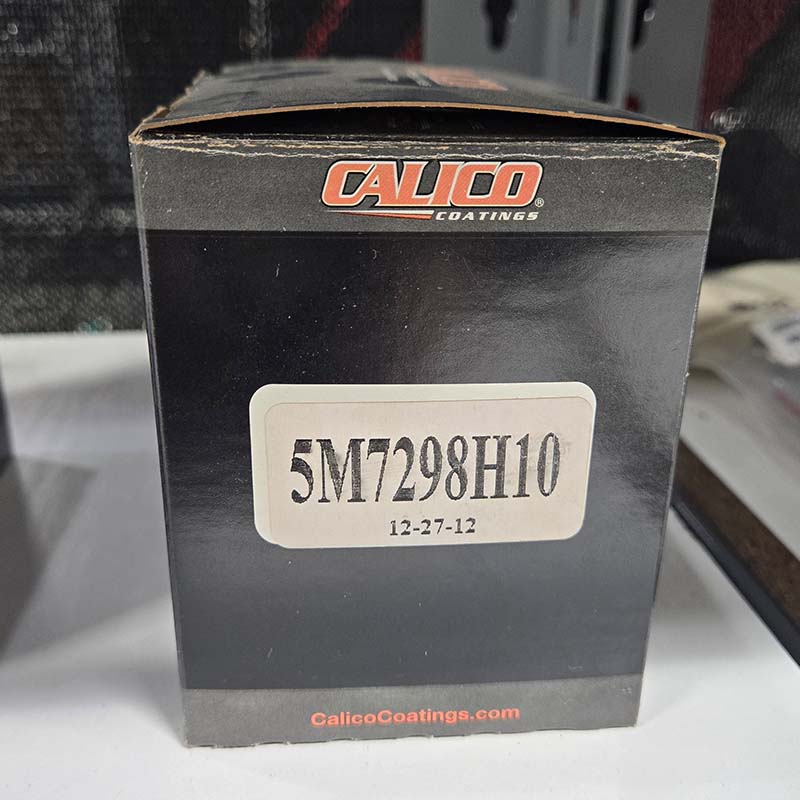 CALICO®
COATINGS
5M7298H10
12-27-12
CalicoCoatings.com